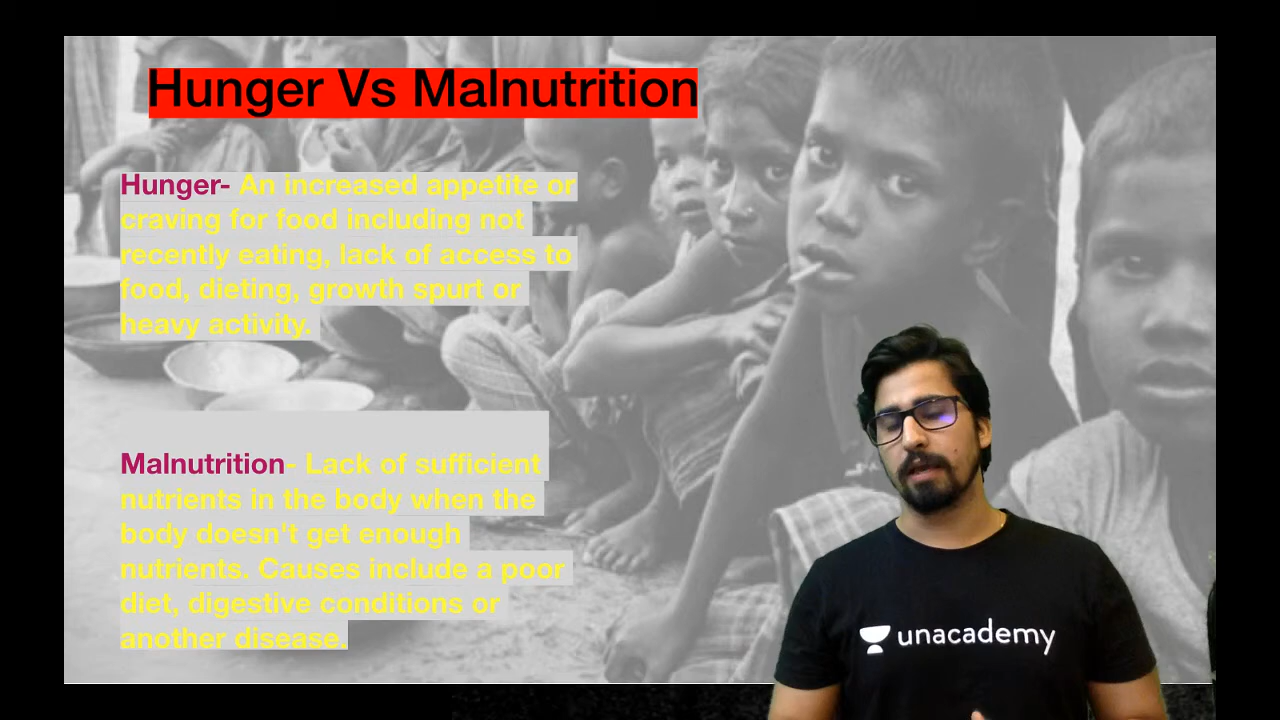 Hunger Vs Malnutrition
Hunger- An increased appetite or
craving for food including not
recently eating, lack of access to
food, dieting, growth spurt or
heavy activity.
Malnutrition- Lack of sufficient
nutrients in the body when the
body doesn't get enough
nutrients. Causes include a poor
diet, digestive conditions or
another disease.
unacademy